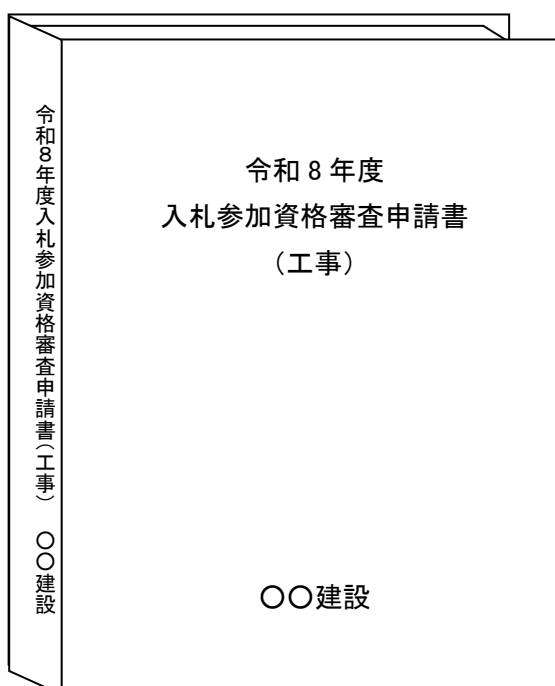 令和８年度入札参加資格審査申請書（工事）　〇〇建設
令和 8 年度
入札参加資格審査申請書
（工事）
〇〇建設